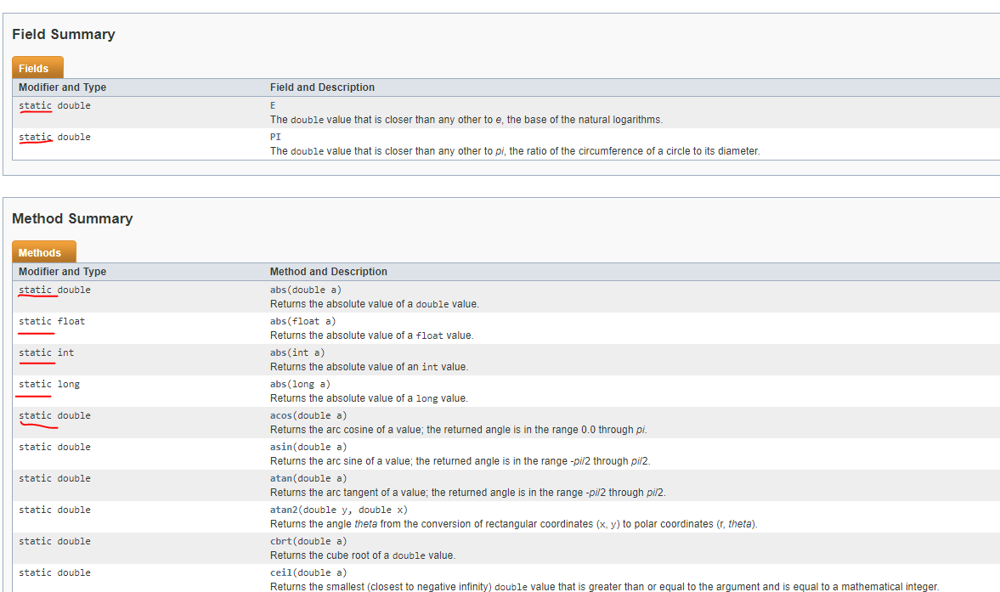 Field Summary
Fields
Modifier and Type Field and Description
static double E
The double value that is closer than any other to e, the base of the natural logarithms.
static double PI
The double value that is closer than any other to pi, the ratio of the circumference of a circle to its diameter.
Method Summary
Methods
Modifier and Type Method and Description
static double abs(double a)
Returns the absolute value of a double value.
static float abs(float a)
Returns the absolute value of a float value.
static int abs(int a)
Returns the absolute value of an int value.
static long abs(long a)
Returns the absolute value of a long value.
static double acos(double a)
Returns the arc cosine of a value; the returned angle is in the range 0.0 through pi.
static double asin(double a)
Returns the arc sine of a value; the returned angle is in the range -pi/2 through pi/2.
static double atan(double a)
Returns the arc tangent of a value; the returned angle is in the range -pi/2 through pi/2.
static double atan2(double y, double x)
Returns the angle theta from the conversion of rectangular coordinates (x, y) to polar coordinates (r, theta).
static double cbrt(double a)
Returns the cube root of a double value.
static double ceil(double a)
Returns the smallest (closest to negative infinity) double value that is greater than or equal to the argument and is equal to a mathematical integer.